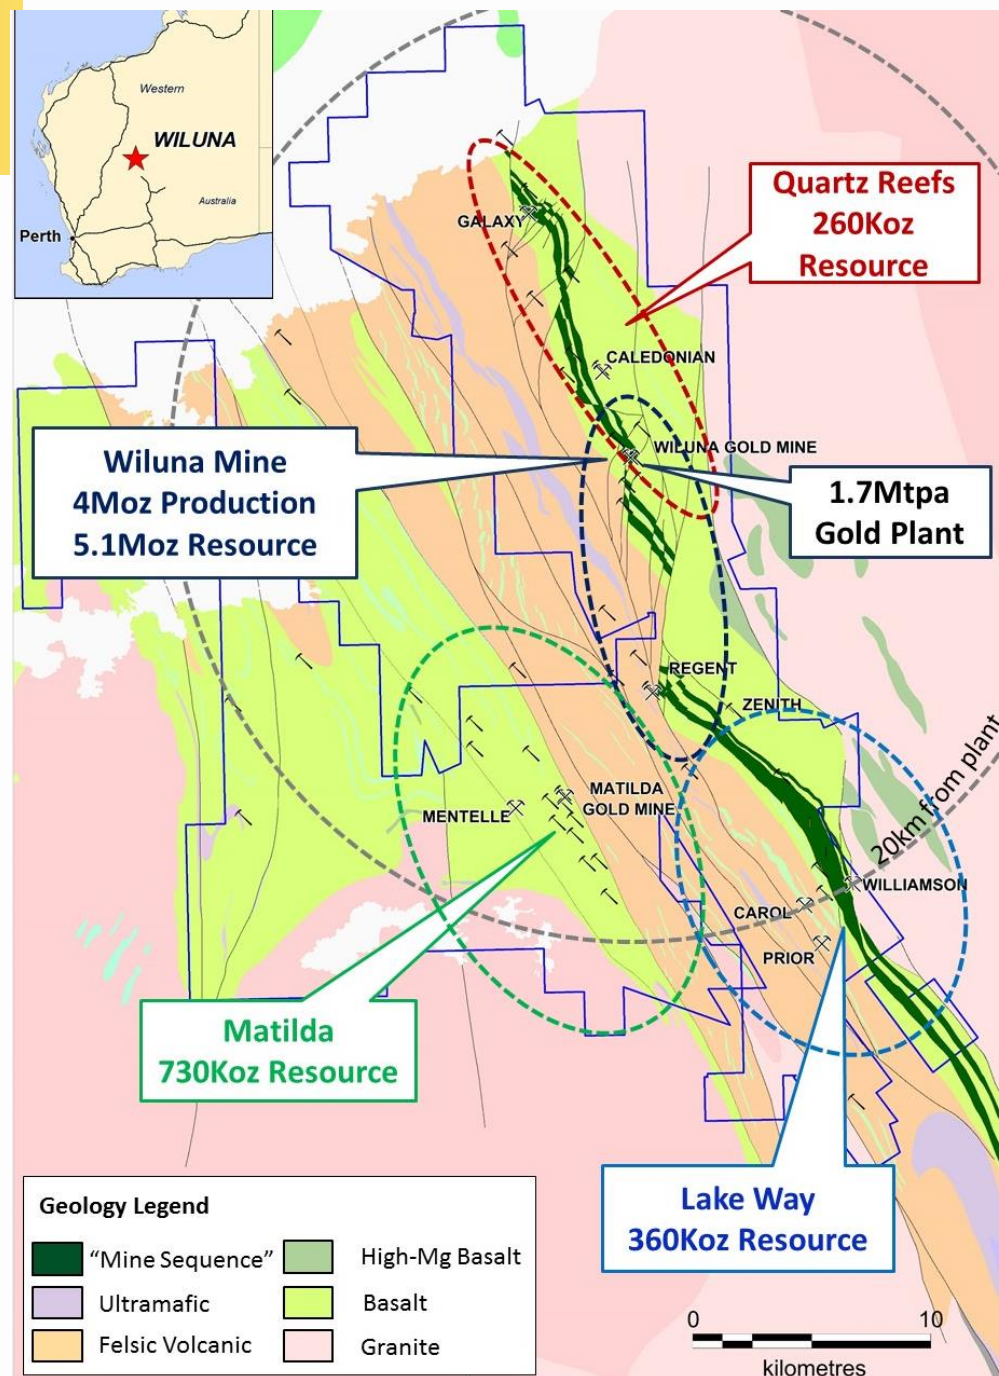 Western
WILUNA
Australia
Perth
Quartz Reefs
260Koz
Resource
GALAXY
CALEDONIAN
WILUNA GOLD MINE
Wiluna Mine
4Moz Production
5.1Moz Resource
1.7Mtpa
Gold Plant
REGENT
ZENITH
MATILDA
GOLD MINE
MENTELLE
20km from plant
WILLIAMSON
CAROL
PRIOR
Matilda
730Koz Resource
Lake Way
360Koz Resource
Geology Legend
“Mine Sequence”
High-Mg Basalt
Ultramafic
Basalt
Felsic Volcanic
Granite
0 10
kilometres